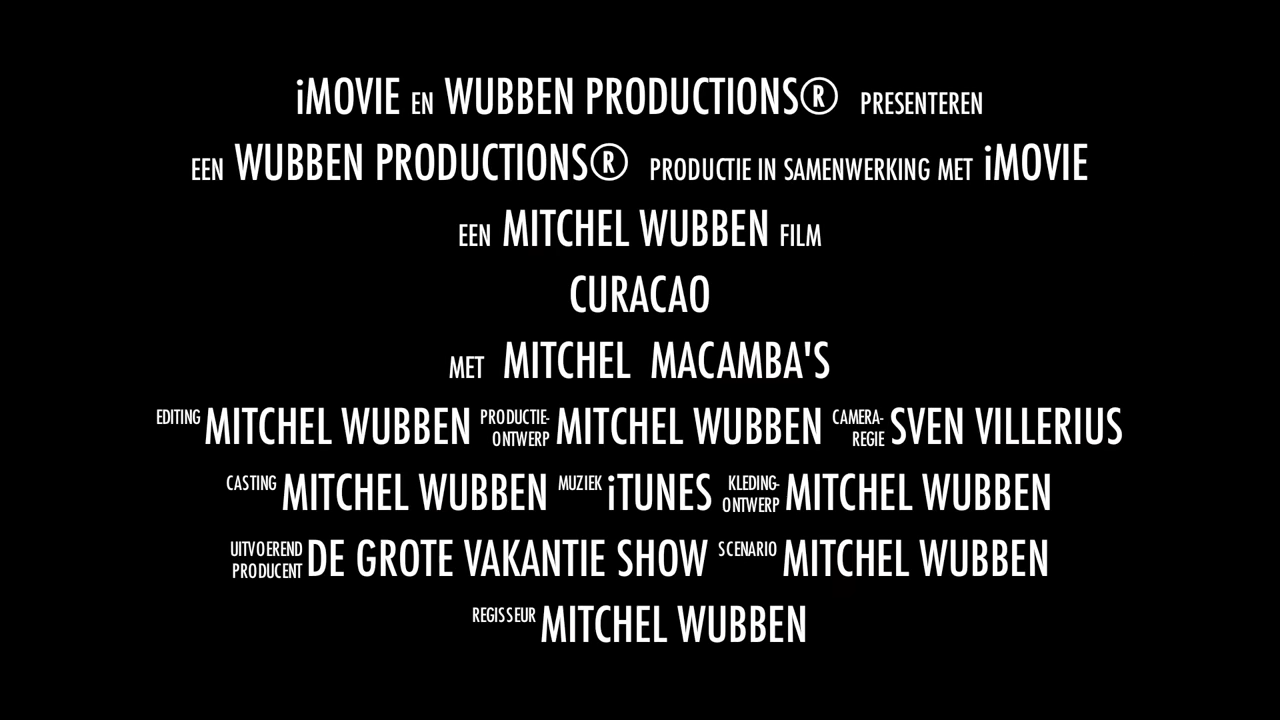 iMOVIE EN WUBBEN PRODUCTIONS® PRESENTEREN
EEN WUBBEN PRODUCTIONS® PRODUCTIE IN SAMENWERKING MET iMOVIE
EEN MITCHEL WUBBEN FILM
CURACAO
MET MITCHEL MACAMBA'S
EDITING MITCHEL WUBBEN PRODUCTIE-ONTWERP MITCHEL WUBBEN CAMERA-REGIE SVEN VILLERIUS
CASTING MITCHEL WUBBEN MUZIEK iTUNES KLEDING-ONTWERP MITCHEL WUBBEN
UITVOEREND PRODUCENT DE GROTE VAKANTIE SHOW SCENARIO MITCHEL WUBBEN
REGISSEUR MITCHEL WUBBEN